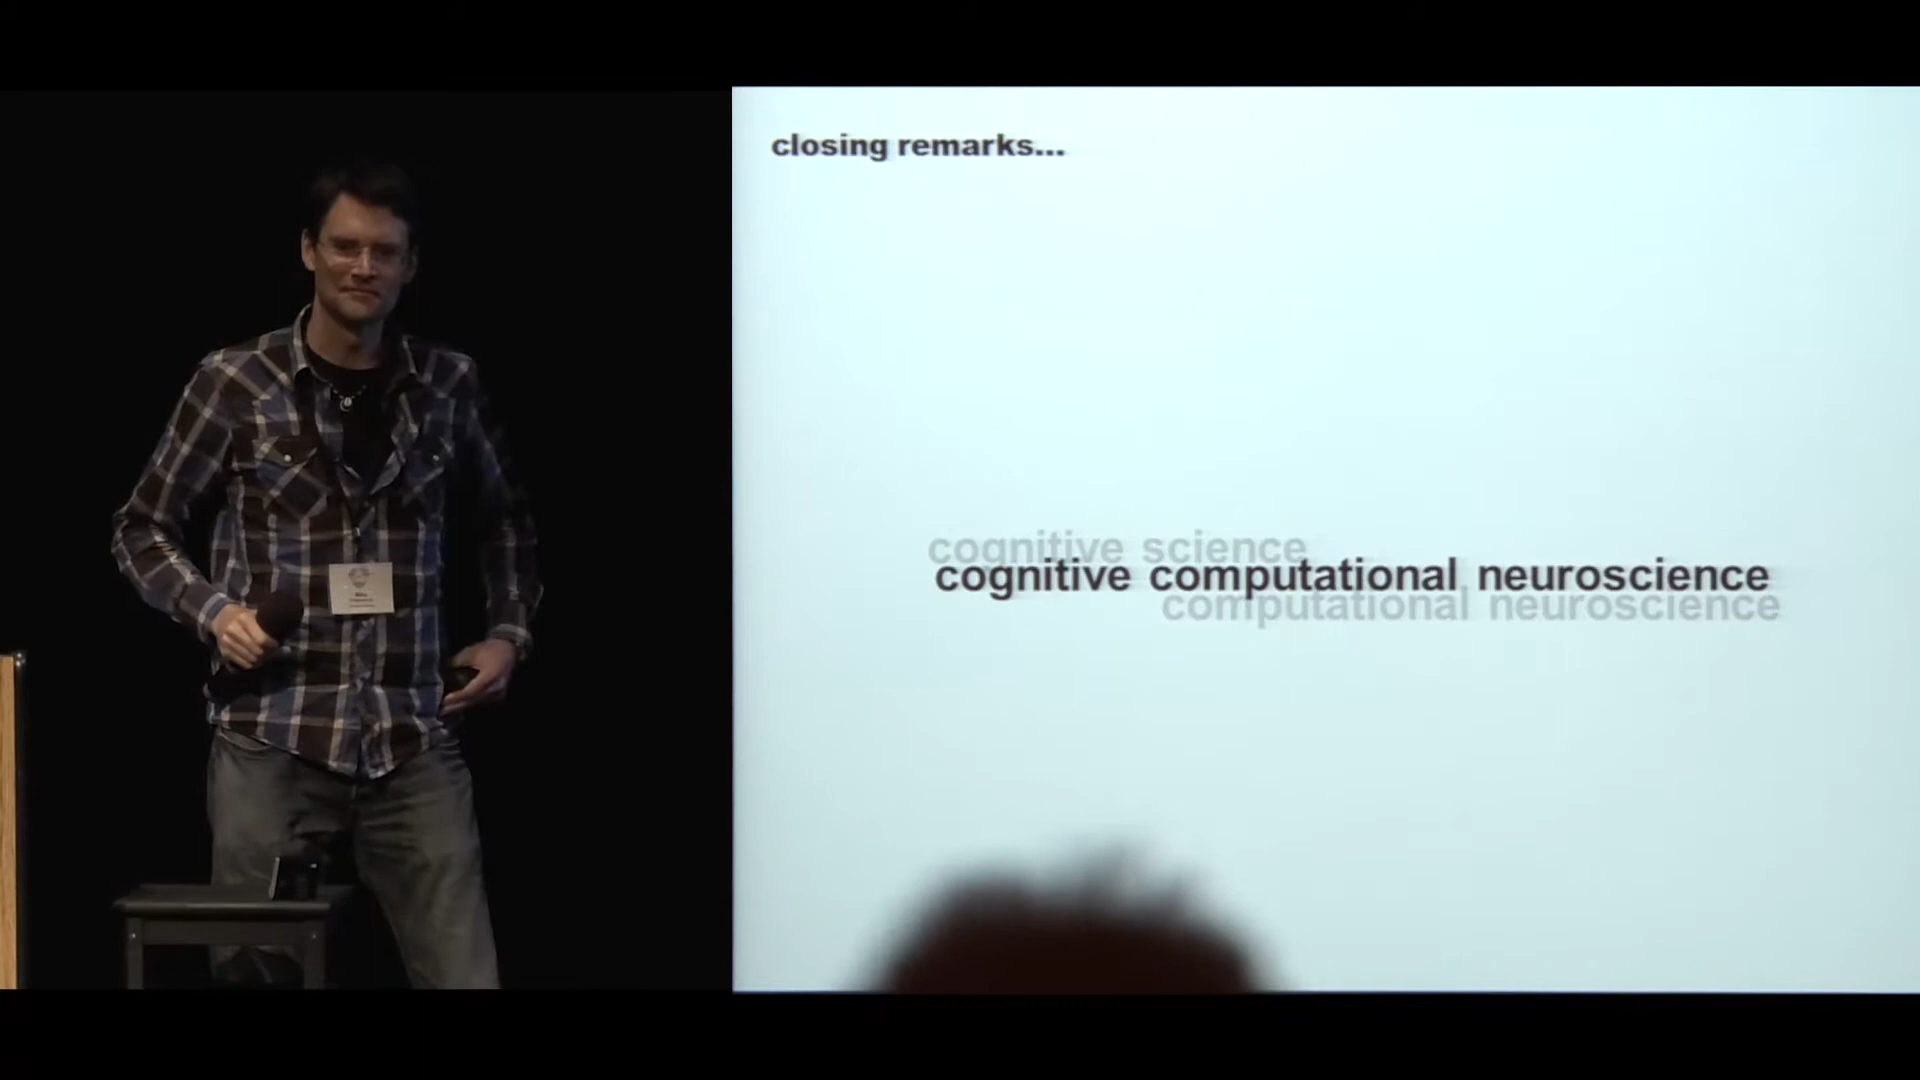 closing remarks...
cognitive science
cognitive computational neuroscience
computational neuroscience